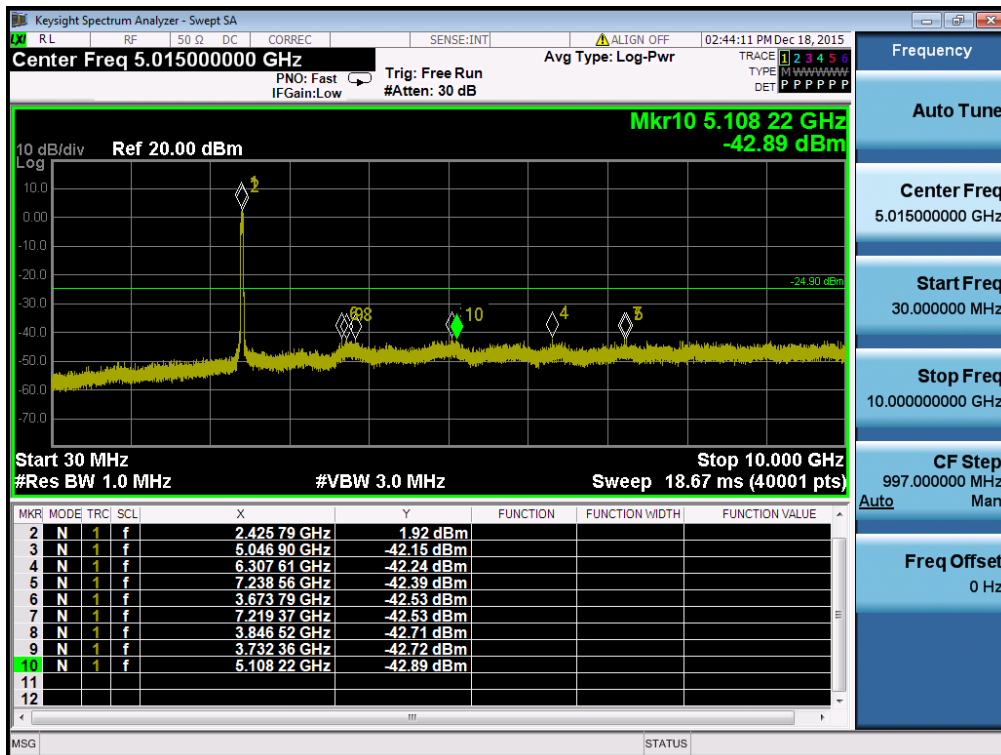 Keysight Spectrum Analyzer - Swept SA
LXI RL RF 50 Ω DC CORREC SENSE:INT ALIGN OFF 02:44:11 PM Dec 18, 2015
Center Freq 5.015000000 GHz
PNO: Fast
IFGain:Low
Trig: Free Run
#Atten: 30 dB
Avg Type: Log-Pwr
TRACE 1 2 3 4 5 6
TYPE M W W W W W
DET P P P P P P
Mkr10 5.108 22 GHz
-42.89 dBm
10 dB/div Ref 20.00 dBm
Log
10.0
0.00
-10.0
-20.0
-30.0
-40.0
-50.0
-60.0
-70.0
2
-24.90 dBm
98
10
4
5
Start 30 MHz
Stop 10.000 GHz
#Res BW 1.0 MHz #VBW 3.0 MHz Sweep 18.67 ms (40001 pts)
MKR MODE TRC SCL X Y FUNCTION FUNCTION WIDTH FUNCTION VALUE
2 N 1 f 2.425 79 GHz 1.92 dBm
3 N 1 f 5.046 90 GHz -42.15 dBm
4 N 1 f 6.307 61 GHz -42.24 dBm
5 N 1 f 7.238 56 GHz -42.39 dBm
6 N 1 f 3.673 79 GHz -42.53 dBm
7 N 1 f 7.219 37 GHz -42.53 dBm
8 N 1 f 3.846 52 GHz -42.71 dBm
9 N 1 f 3.732 36 GHz -42.72 dBm
10 N 1 f 5.108 22 GHz -42.89 dBm
11
12
MSG STATUS
Frequency
Auto Tune
Center Freq
5.015000000 GHz
Start Freq
30.000000 MHz
Stop Freq
10.000000000 GHz
CF Step
997.000000 MHz
Auto Man
Freq Offset
0 Hz